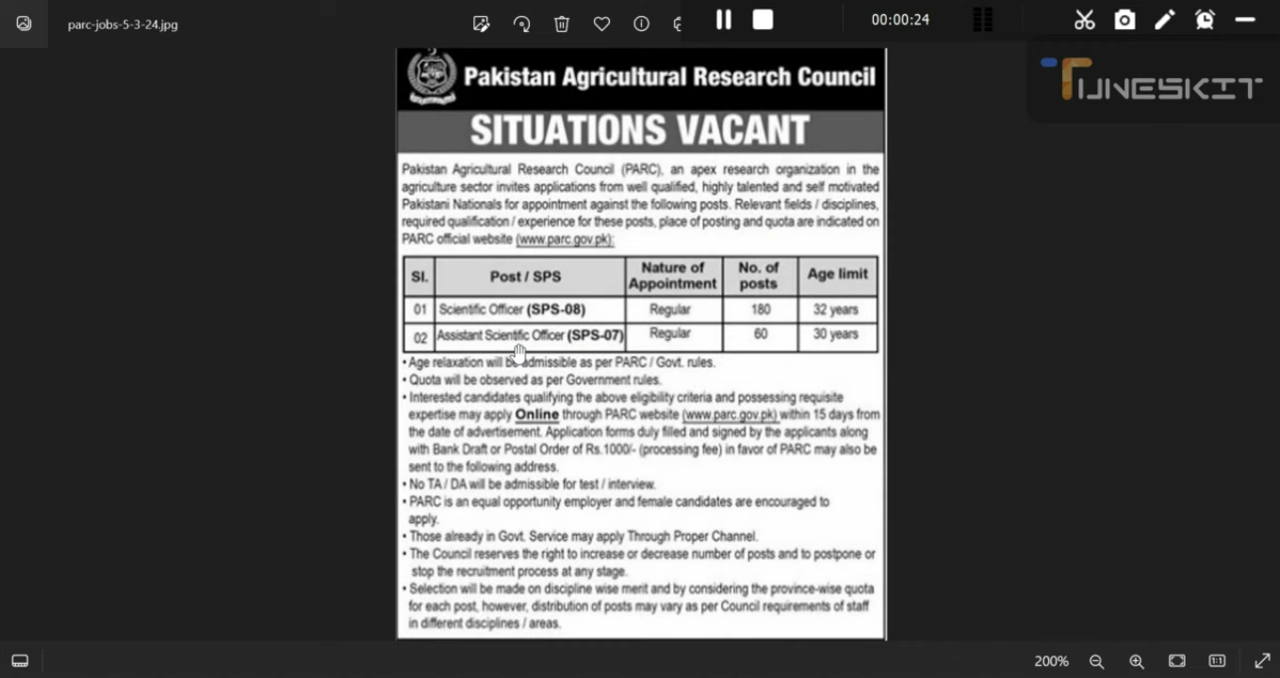 parc-jobs-5-3-24.jpg
00:00:24
TUNESKIT
Pakistan Agricultural Research Council
SITUATIONS VACANT
Pakistan Agricultural Research Council (PARC), an apex research organization in the
agriculture sector invites applications from well qualified, highly talented and self motivated
Pakistani Nationals for appointment against the following posts. Relevant fields / disciplines,
required qualification / experience for these posts, place of posting and quota are indicated on
PARC official website (www.parc.gov.pk):
Sl. Post / SPS Nature of Appointment No. of posts Age limit
01 Scientific Officer (SPS-08) Regular 180 32 years
02 Assistant Scientific Officer (SPS-07) Regular 60 30 years
• Age relaxation will be admissible as per PARC / Govt. rules.
• Quota will be observed as per Government rules.
• Interested candidates qualifying the above eligibility criteria and possessing requisite
expertise may apply Online through PARC website (www.parc.gov.pk) within 15 days from
the date of advertisement. Application forms duly filled and signed by the applicants along
with Bank Draft or Postal Order of Rs.1000/- (processing fee) in favor of PARC may also be
sent to the following address.
• No TA / DA will be admissible for test / interview.
• PARC is an equal opportunity employer and female candidates are encouraged to
apply.
• Those already in Govt. Service may apply Through Proper Channel.
• The Council reserves the right to increase or decrease number of posts and to postpone or
stop the recruitment process at any stage.
• Selection will be made on discipline wise merit and by considering the province-wise quota
for each post, however, distribution of posts may vary as per Council requirements of staff
in different disciplines / areas.
200%
1:1